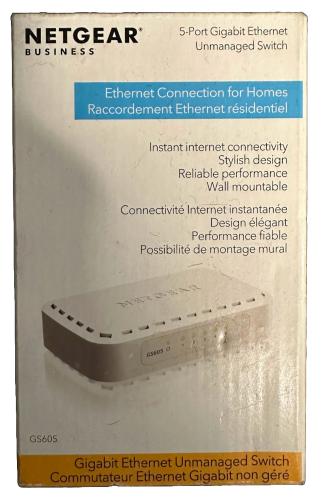 NETGEAR®
BUSINESS
5-Port Gigabit Ethernet
Unmanaged Switch
Ethernet Connection for Homes
Raccordement Ethernet résidentiel
Instant internet connectivity
Stylish design
Reliable performance
Wall mountable
Connectivité Internet instantanée
Design élégant
Performance fiable
Possibilité de montage mural
NETGEAR
GS605
GS605
Gigabit Ethernet Unmanaged Switch
Commutateur Ethernet Gigabit non géré